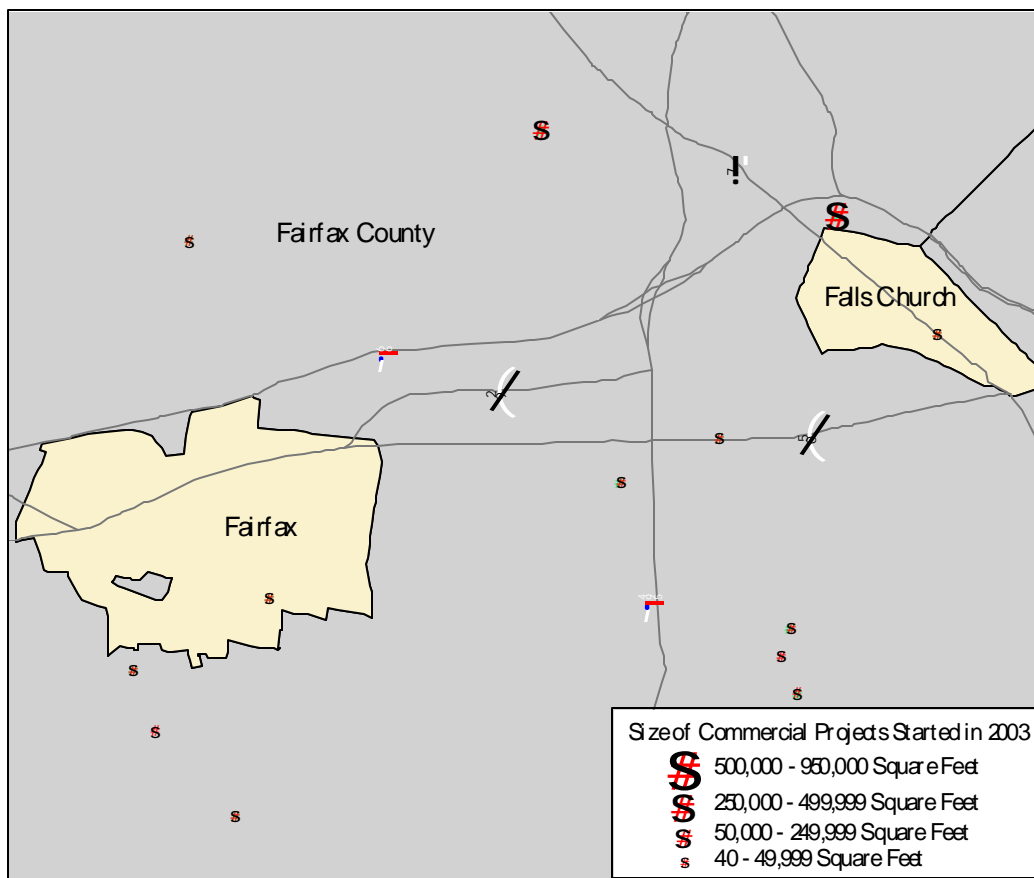 Fairfax County
Falls Church
Fairfax
Size of Commercial Projects Started in 2003
500,000 - 950,000 Square Feet
250,000 - 499,999 Square Feet
50,000 - 249,999 Square Feet
40 - 49,999 Square Feet